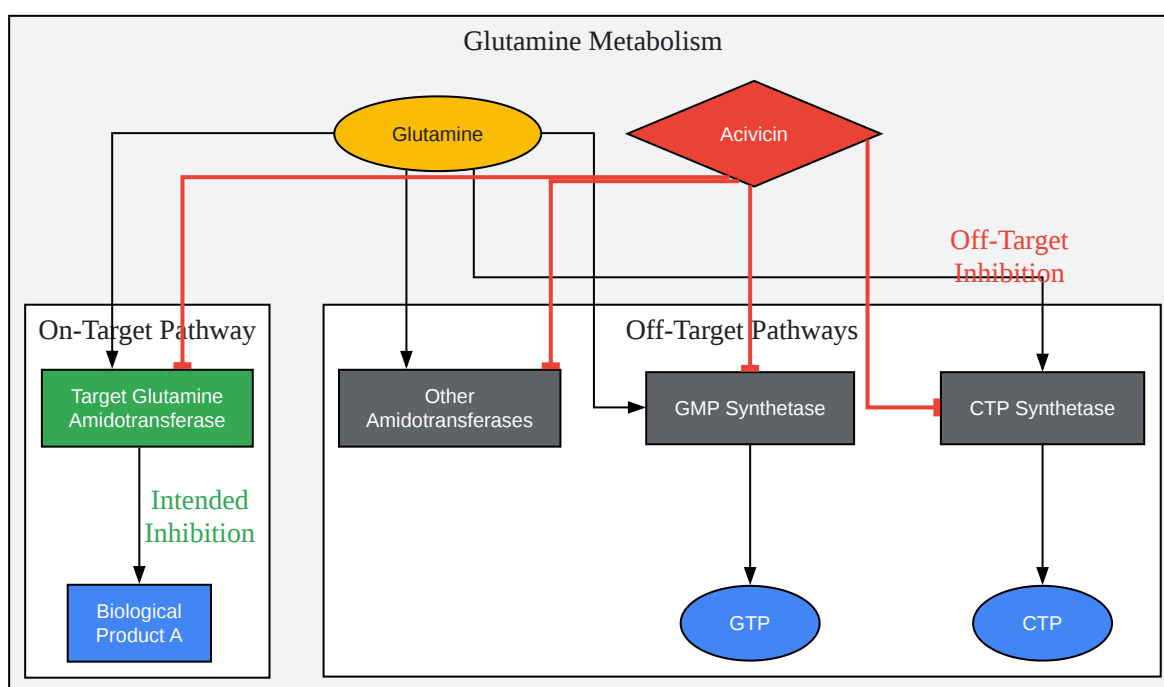 Glutamine Metabolism
Glutamine
Acivicin
Off-Target
Inhibition
On-Target Pathway
Off-Target Pathways
Target Glutamine
Amidotransferase
Other
Amidotransferases
GMP Synthetase
CTP Synthetase
Intended
Inhibition
Biological
Product A
GTP
CTP